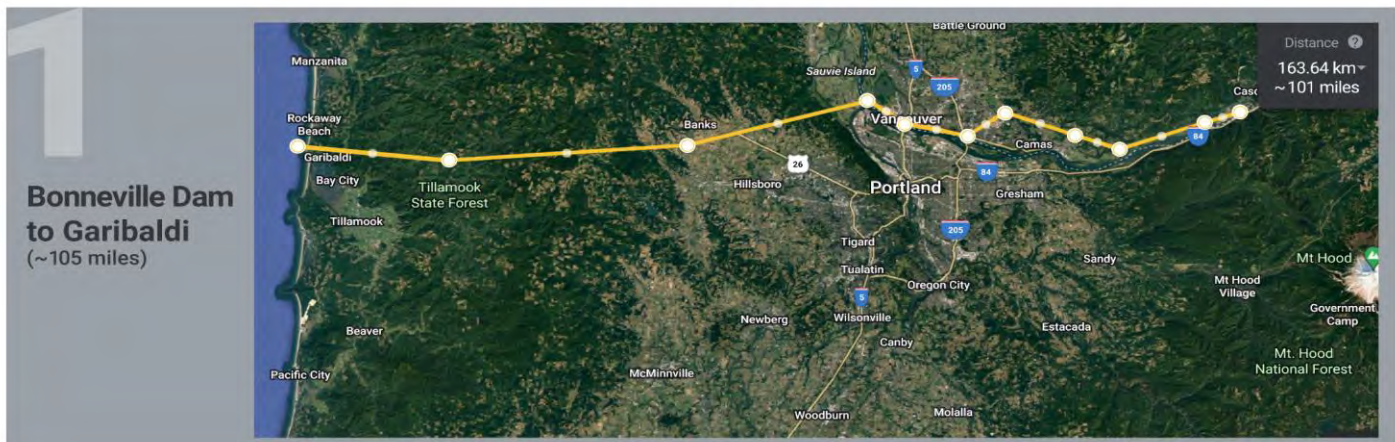 1
Bonneville Dam
to Garibaldi
(~105 miles)
Manzanita
Rockaway
Beach
Garibaldi
Bay City
Tillamook
Beaver
Pacific City
Tillamook
State Forest
Banks
Hillsboro
26
Sauvie Island
Battle Ground
5
205
Vancouver
Camas
84
84
Portland
Gresham
205
Tigard
Tualatin
Oregon City
5
Wilsonville
Newberg
Canby
McMinnville
Woodburn
Molalla
Sandy
Estacada
Mt Hood
Mt Hood
Village
Government
Camp
Mt. Hood
National Forest
Casc
Distance ?
163.64 km
~101 miles